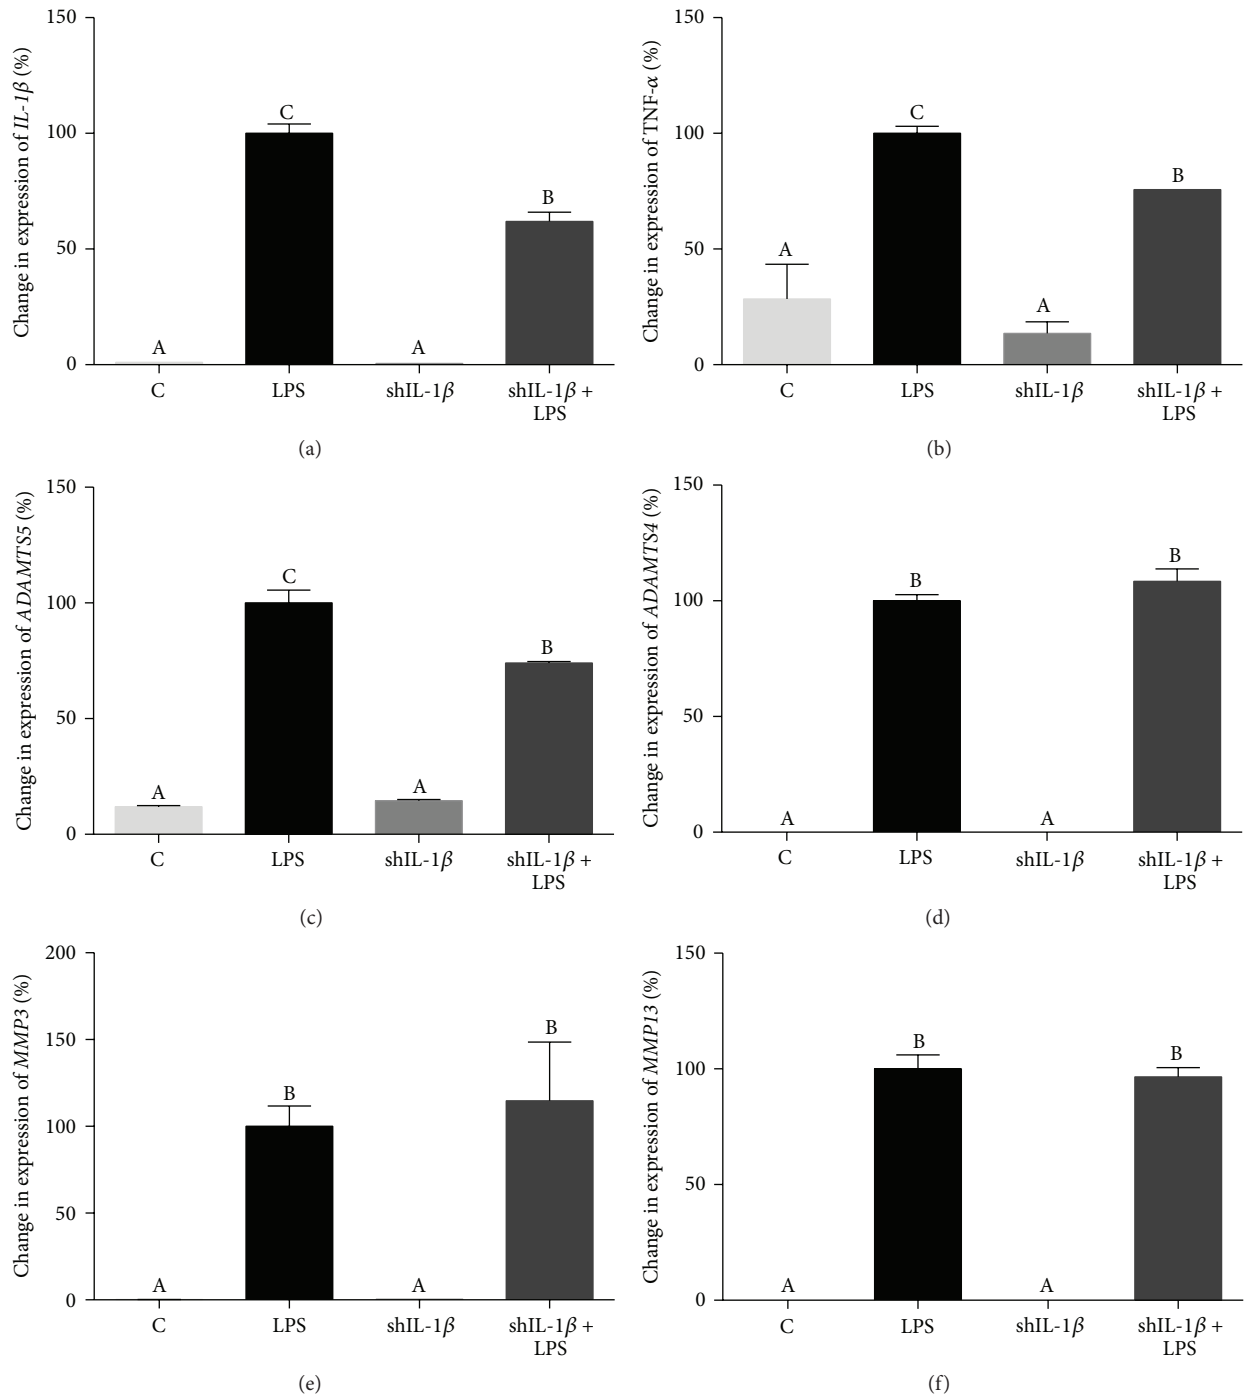 Change in expression of IL-1β (%)
150
100
50
0
A
C
A
B
C
LPS
shIL-1β
shIL-1β +
LPS
(a)
Change in expression of TNF-α (%)
150
100
50
0
A
C
A
B
C
LPS
shIL-1β
shIL-1β +
LPS
(b)
Change in expression of ADAMTS5 (%)
150
100
50
0
A
C
A
B
C
LPS
shIL-1β
shIL-1β +
LPS
(c)
Change in expression of ADAMTS4 (%)
150
100
50
0
A
B
A
B
C
LPS
shIL-1β
shIL-1β +
LPS
(d)
Change in expression of MMP3 (%)
200
150
100
50
0
A
B
A
B
C
LPS
shIL-1β
shIL-1β +
LPS
(e)
Change in expression of MMP13 (%)
150
100
50
0
A
B
A
B
C
LPS
shIL-1β
shIL-1β +
LPS
(f)